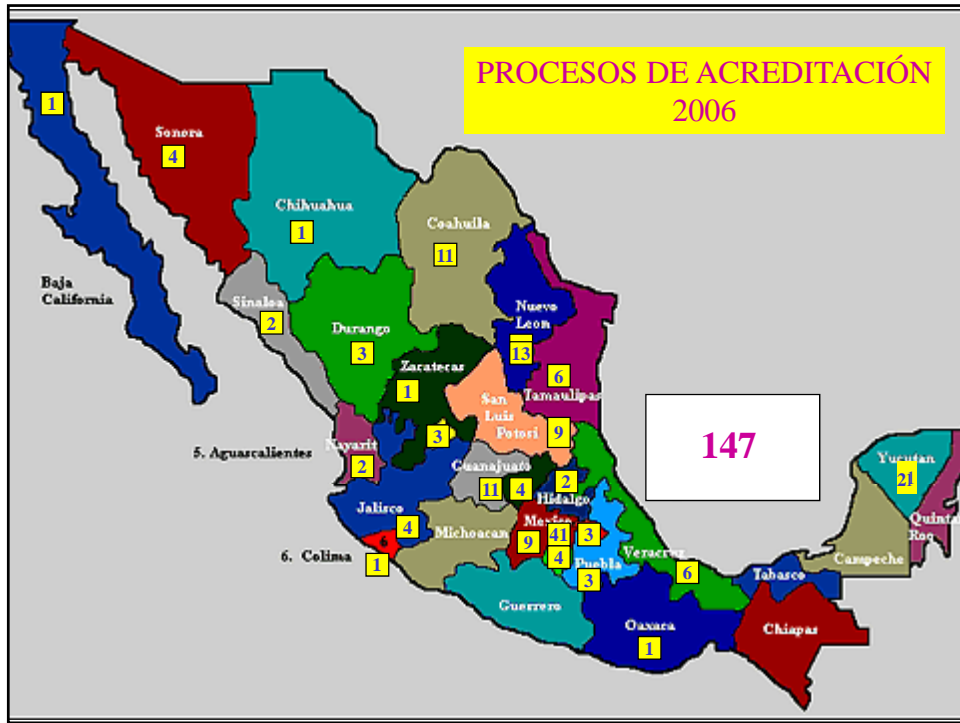 PROCESOS DE ACREDITACIÓN
2006
1
Sonora
4
Chihuahua
1
Coahuila
11
Baja
California
Sinaloa
2
Nuevo
Leon
13
Durango
3
Zacatecas
1
6
Tamaulipas
San
Luis
Potosi
9
147
3
5. Aguascalientes
Nayarit
2
Guanajuato
11
4
2
Hidalgo
Yucatan
Quintana
Roo
Jalisco
4
Michoacan
Mexico
9
41
3
4
Puebla
3
Veracruz
6
Campeche
Tabasco
6
6. Colima
1
Guerrero
Oaxaca
1
Chiapas